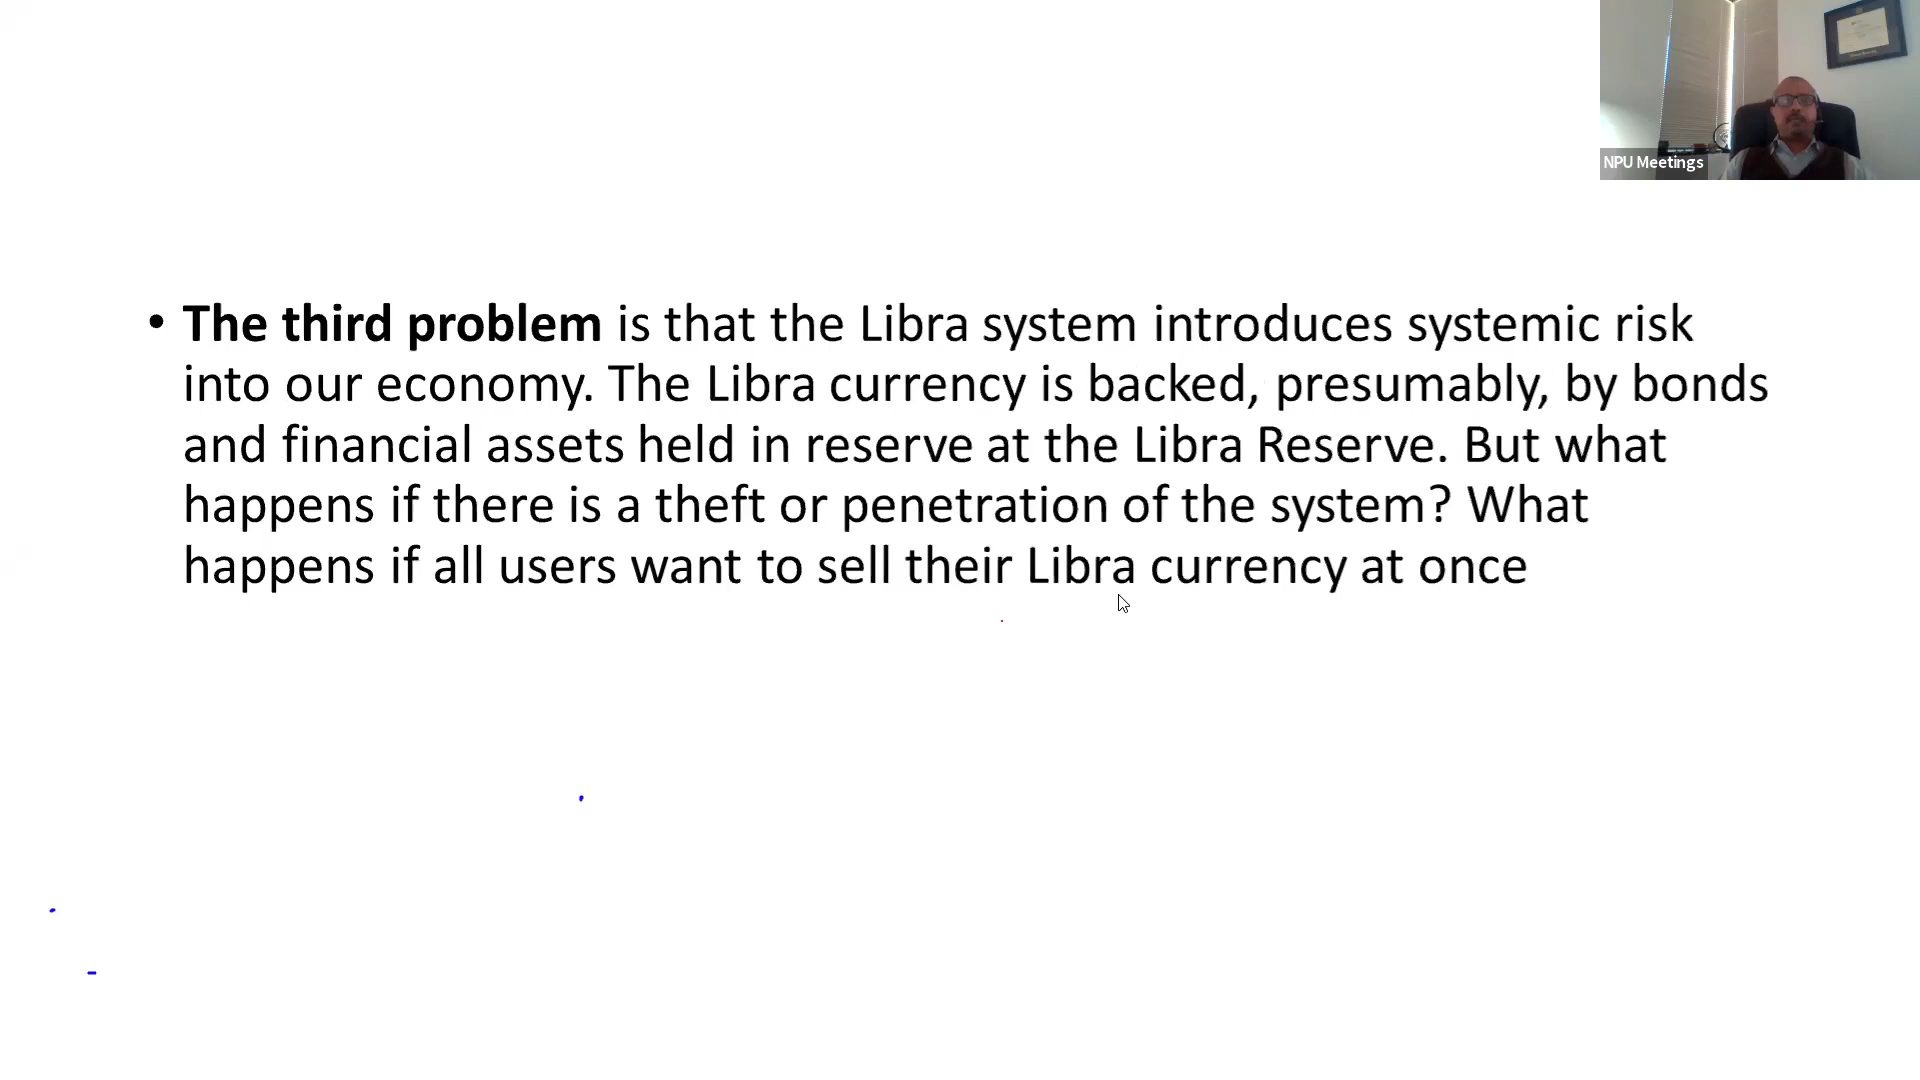 NPU Meetings
• The third problem is that the Libra system introduces systemic risk
into our economy. The Libra currency is backed, presumably, by bonds
and financial assets held in reserve at the Libra Reserve. But what
happens if there is a theft or penetration of the system? What
happens if all users want to sell their Libra currency at once